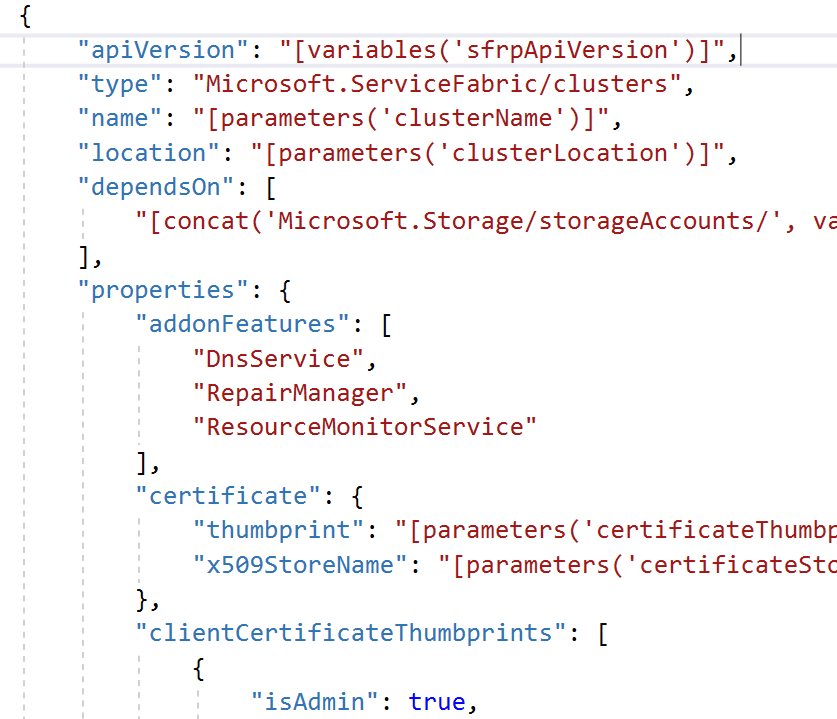 {
"apiVersion": "[variables('sfrpApiVersion')]",
"type": "Microsoft.ServiceFabric/clusters",
"name": "[parameters('clusterName')]",
"location": "[parameters('clusterLocation')]",
"dependsOn": [
"[concat('Microsoft.Storage/storageAccounts/', va
],
"properties": {
"addonFeatures": [
"DnsService",
"RepairManager",
"ResourceMonitorService"
],
"certificate": {
"thumbprint": "[parameters('certificateThumbp
"x509StoreName": "[parameters('certificateSto
},
"clientCertificateThumbprints": [
{
"isAdmin": true,